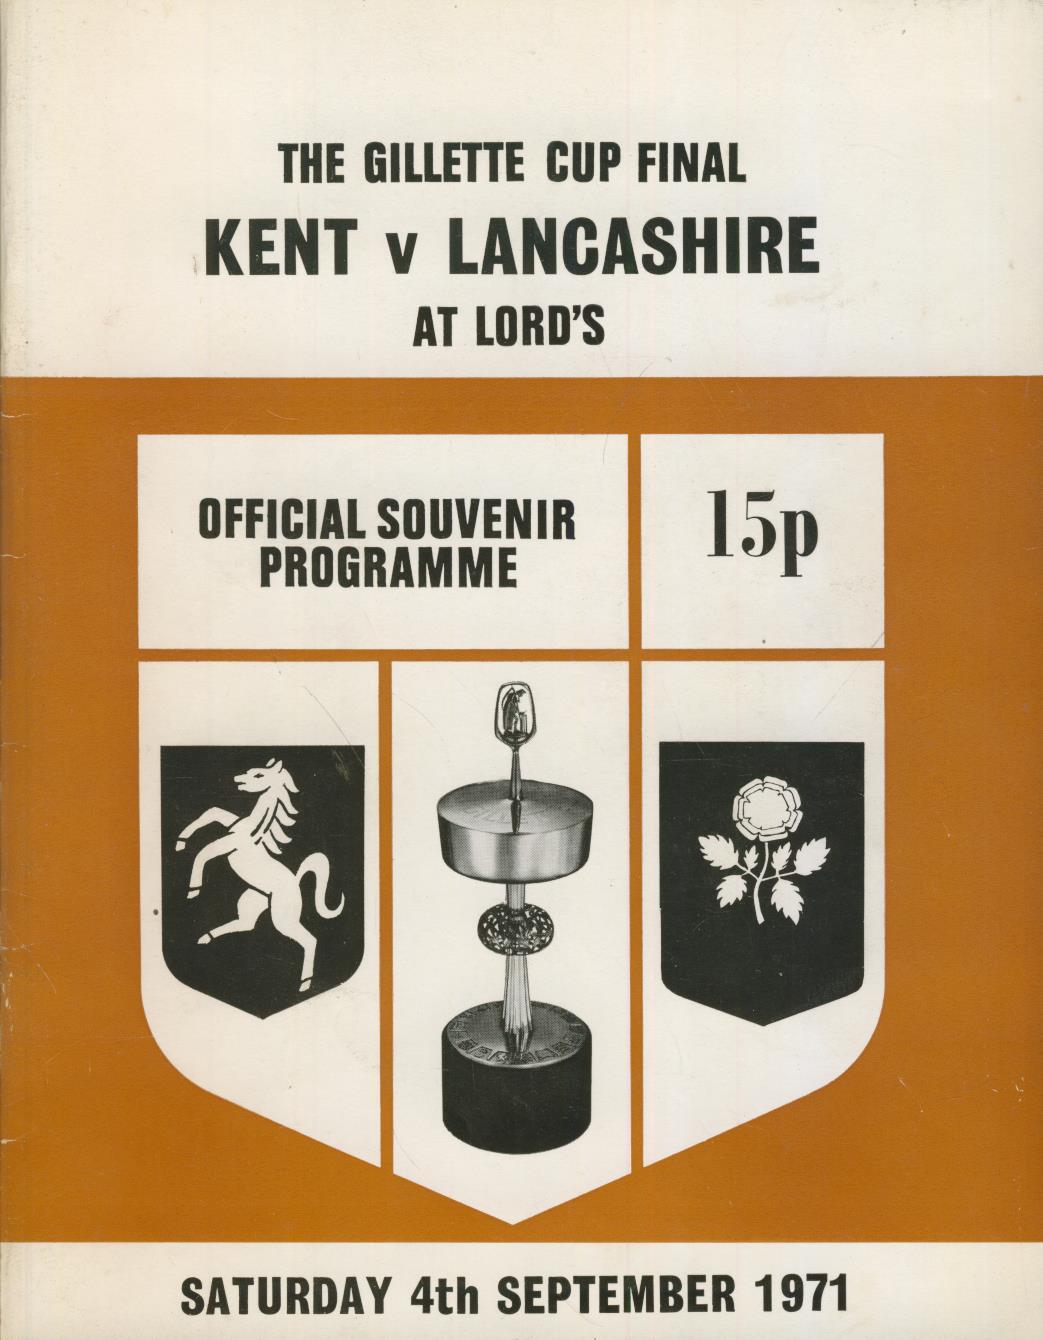 THE GILLETTE CUP FINAL
KENT v LANCASHIRE
AT LORD'S
OFFICIAL SOUVENIR
PROGRAMME
15p
SATURDAY 4th SEPTEMBER 1971